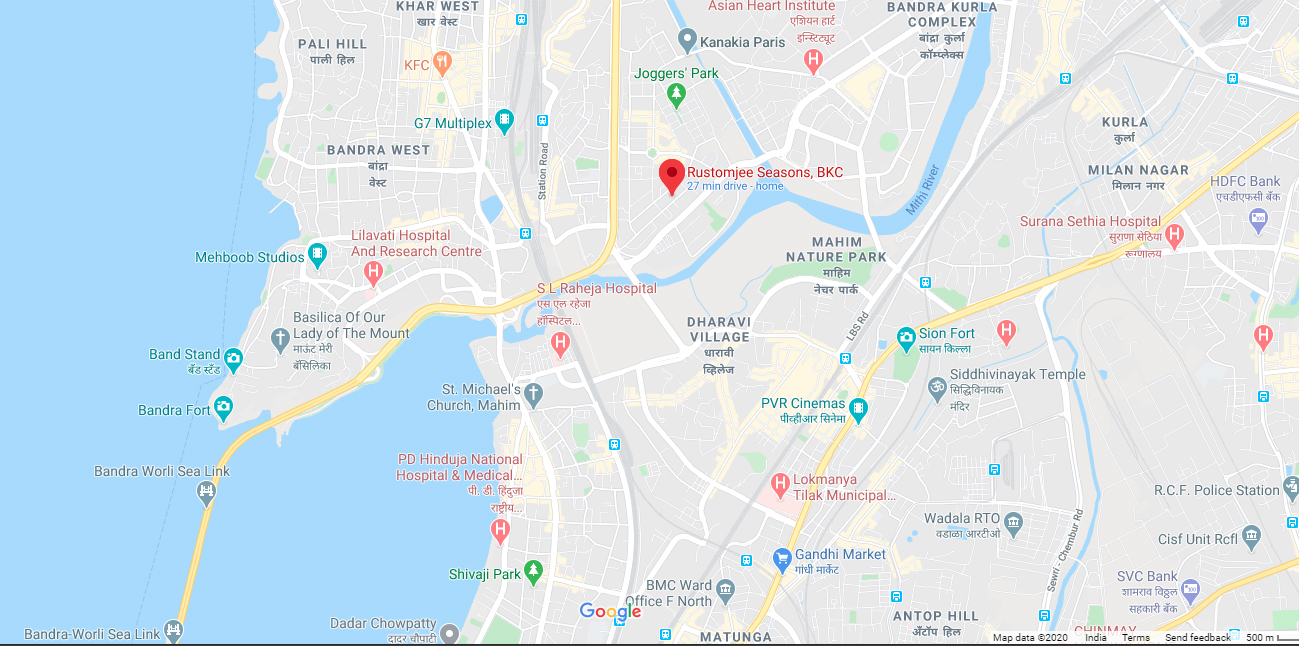 KHAR WEST
खार वेस्ट
Asian Heart Institute
एशियन हार्ट
इन्स्टिट्यूट
BANDRA KURLA
COMPLEX
बांद्रा कुर्ला
कॉम्प्लेक्स
PALI HILL
पाली हिल
Kanakia Paris
KFC
Joggers' Park
G7 Multiplex
KURLA
कुर्ला
BANDRA WEST
बांद्रा
वेस्ट
Station Road
Rustomjee Seasons, BKC
27 min drive - home
Mithi River
MILAN NAGAR
मिलान नगर
HDFC Bank
एचडीएफसी बँक
Surana Sethia Hospital
सुराणा सेठिया
रूग्णालय
Lilavati Hospital
And Research Centre
Mehboob Studios
MAHIM
NATURE PARK
माहिम
नेचर पार्क
S L Raheja Hospital
एस एल रहेजा
हॉस्पिटल...
Basilica Of Our
Lady of The Mount
माऊंट मेरी
बॅसिलिका
DHARAVI
VILLAGE
धारावी
व्हिलेज
LBS Rd
Sion Fort
सायन किल्ला
Band Stand
बॅंड स्टॅंड
Siddhivinayak Temple
सिद्धिविनायक
मंदिर
St. Michael's
Church, Mahim
Bandra Fort
PVR Cinemas
पीव्हीआर सिनेमा
Bandra Worli Sea Link
PD Hinduja National
Hospital & Medical...
पी. डी. हिंदुजा
राष्ट्रीय...
Lokmanya
Tilak Municipal...
R.C.F. Police Station
Wadala RTO
वडाळा आरटीओ
Sewri - Chembur Rd
Cisf Unit Rcfl
Gandhi Market
गांधी मार्केट
Shivaji Park
BMC Ward
Office F North
SVC Bank
शामराव विठ्ठल
सहकारी बँक
Google
ANTOP HILL
अँटॉप हिल
Bandra-Worli Sea Link
Dadar Chowpatty
दादर चौपाटी
MATUNGA
CHINMAY
Map data ©2020 India Terms Send feedback 500 m